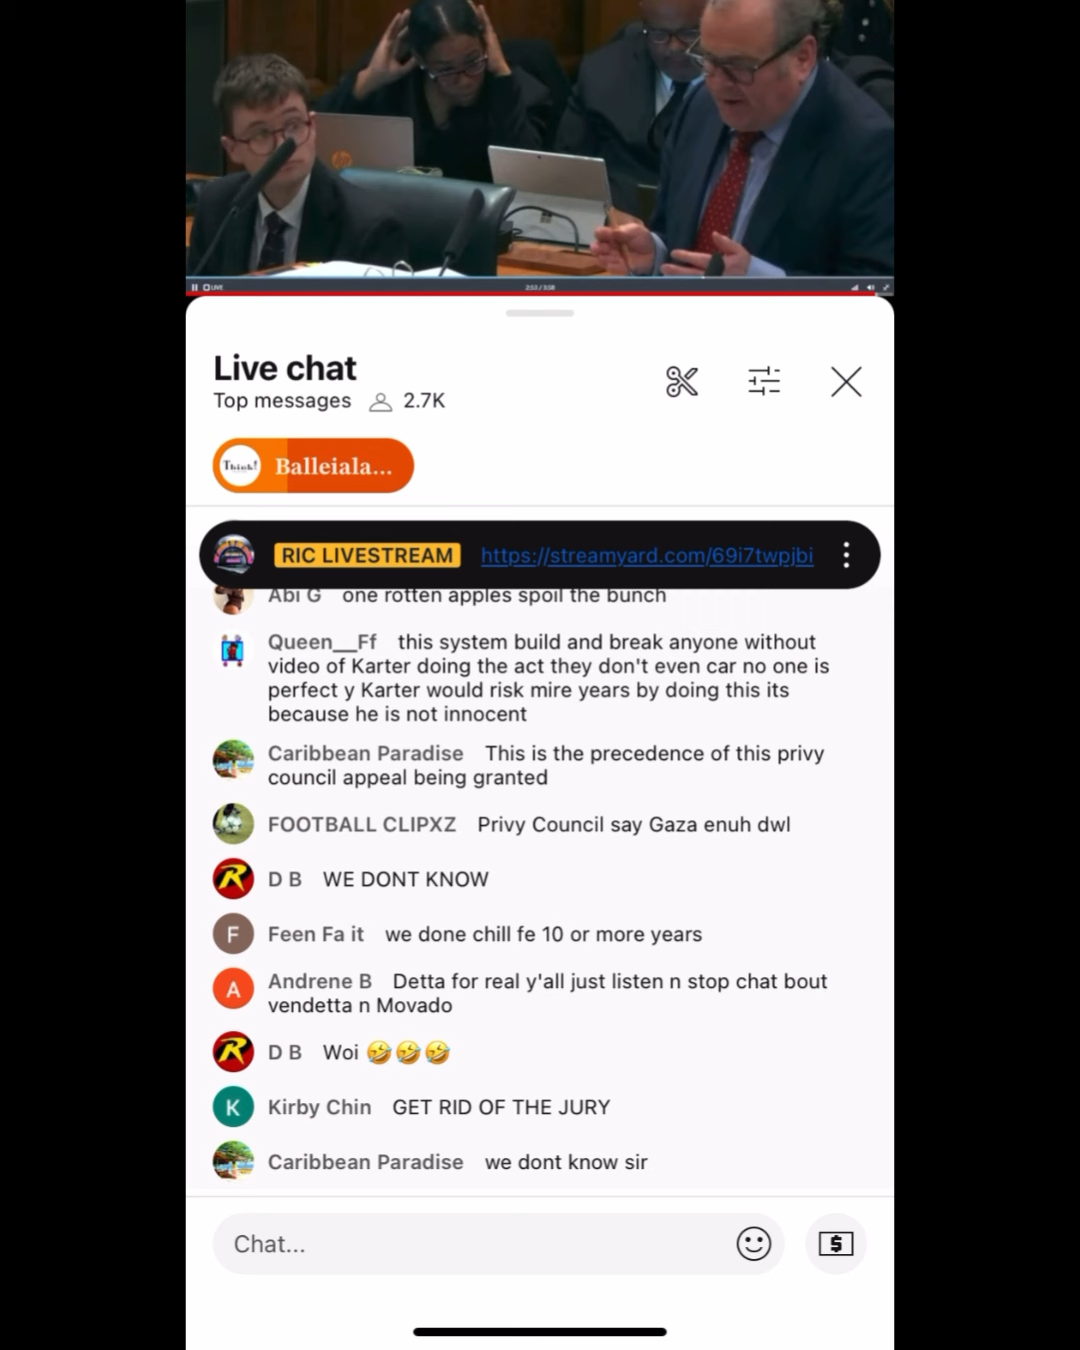 LIVE
2:53 / 3:58
Live chat
Top messages 2.7K
Think! Balleiala...
RIC LIVESTREAM https://streamyard.com/69i7twpjbi
Abi G one rotten apples spoil the bunch
Queen__Ff this system build and break anyone without
video of Karter doing the act they don't even car no one is
perfect y Karter would risk mire years by doing this its
because he is not innocent
Caribbean Paradise This is the precedence of this privy
council appeal being granted
FOOTBALL CLIPXZ Privy Council say Gaza enuh dwl
D B WE DONT KNOW
F Feen Fa it we done chill fe 10 or more years
A Andrene B Detta for real y'all just listen n stop chat bout
vendetta n Movado
D B Woi 🤣🤣🤣
K Kirby Chin GET RID OF THE JURY
Caribbean Paradise we dont know sir
Chat...
$